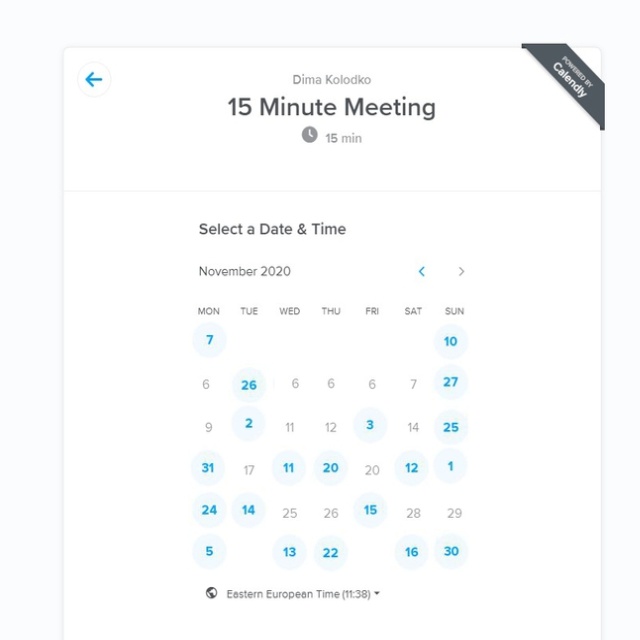 POWERED BY
Calendly
Dima Kolodko
15 Minute Meeting
15 min
Select a Date & Time
November 2020
MON TUE WED THU FRI SAT SUN
7 10
6 26 6 6 6 7 27
9 2 11 12 3 14 25
31 17 11 20 20 12 1
24 14 25 26 15 28 29
5 13 22 16 30
Eastern European Time (11:38)